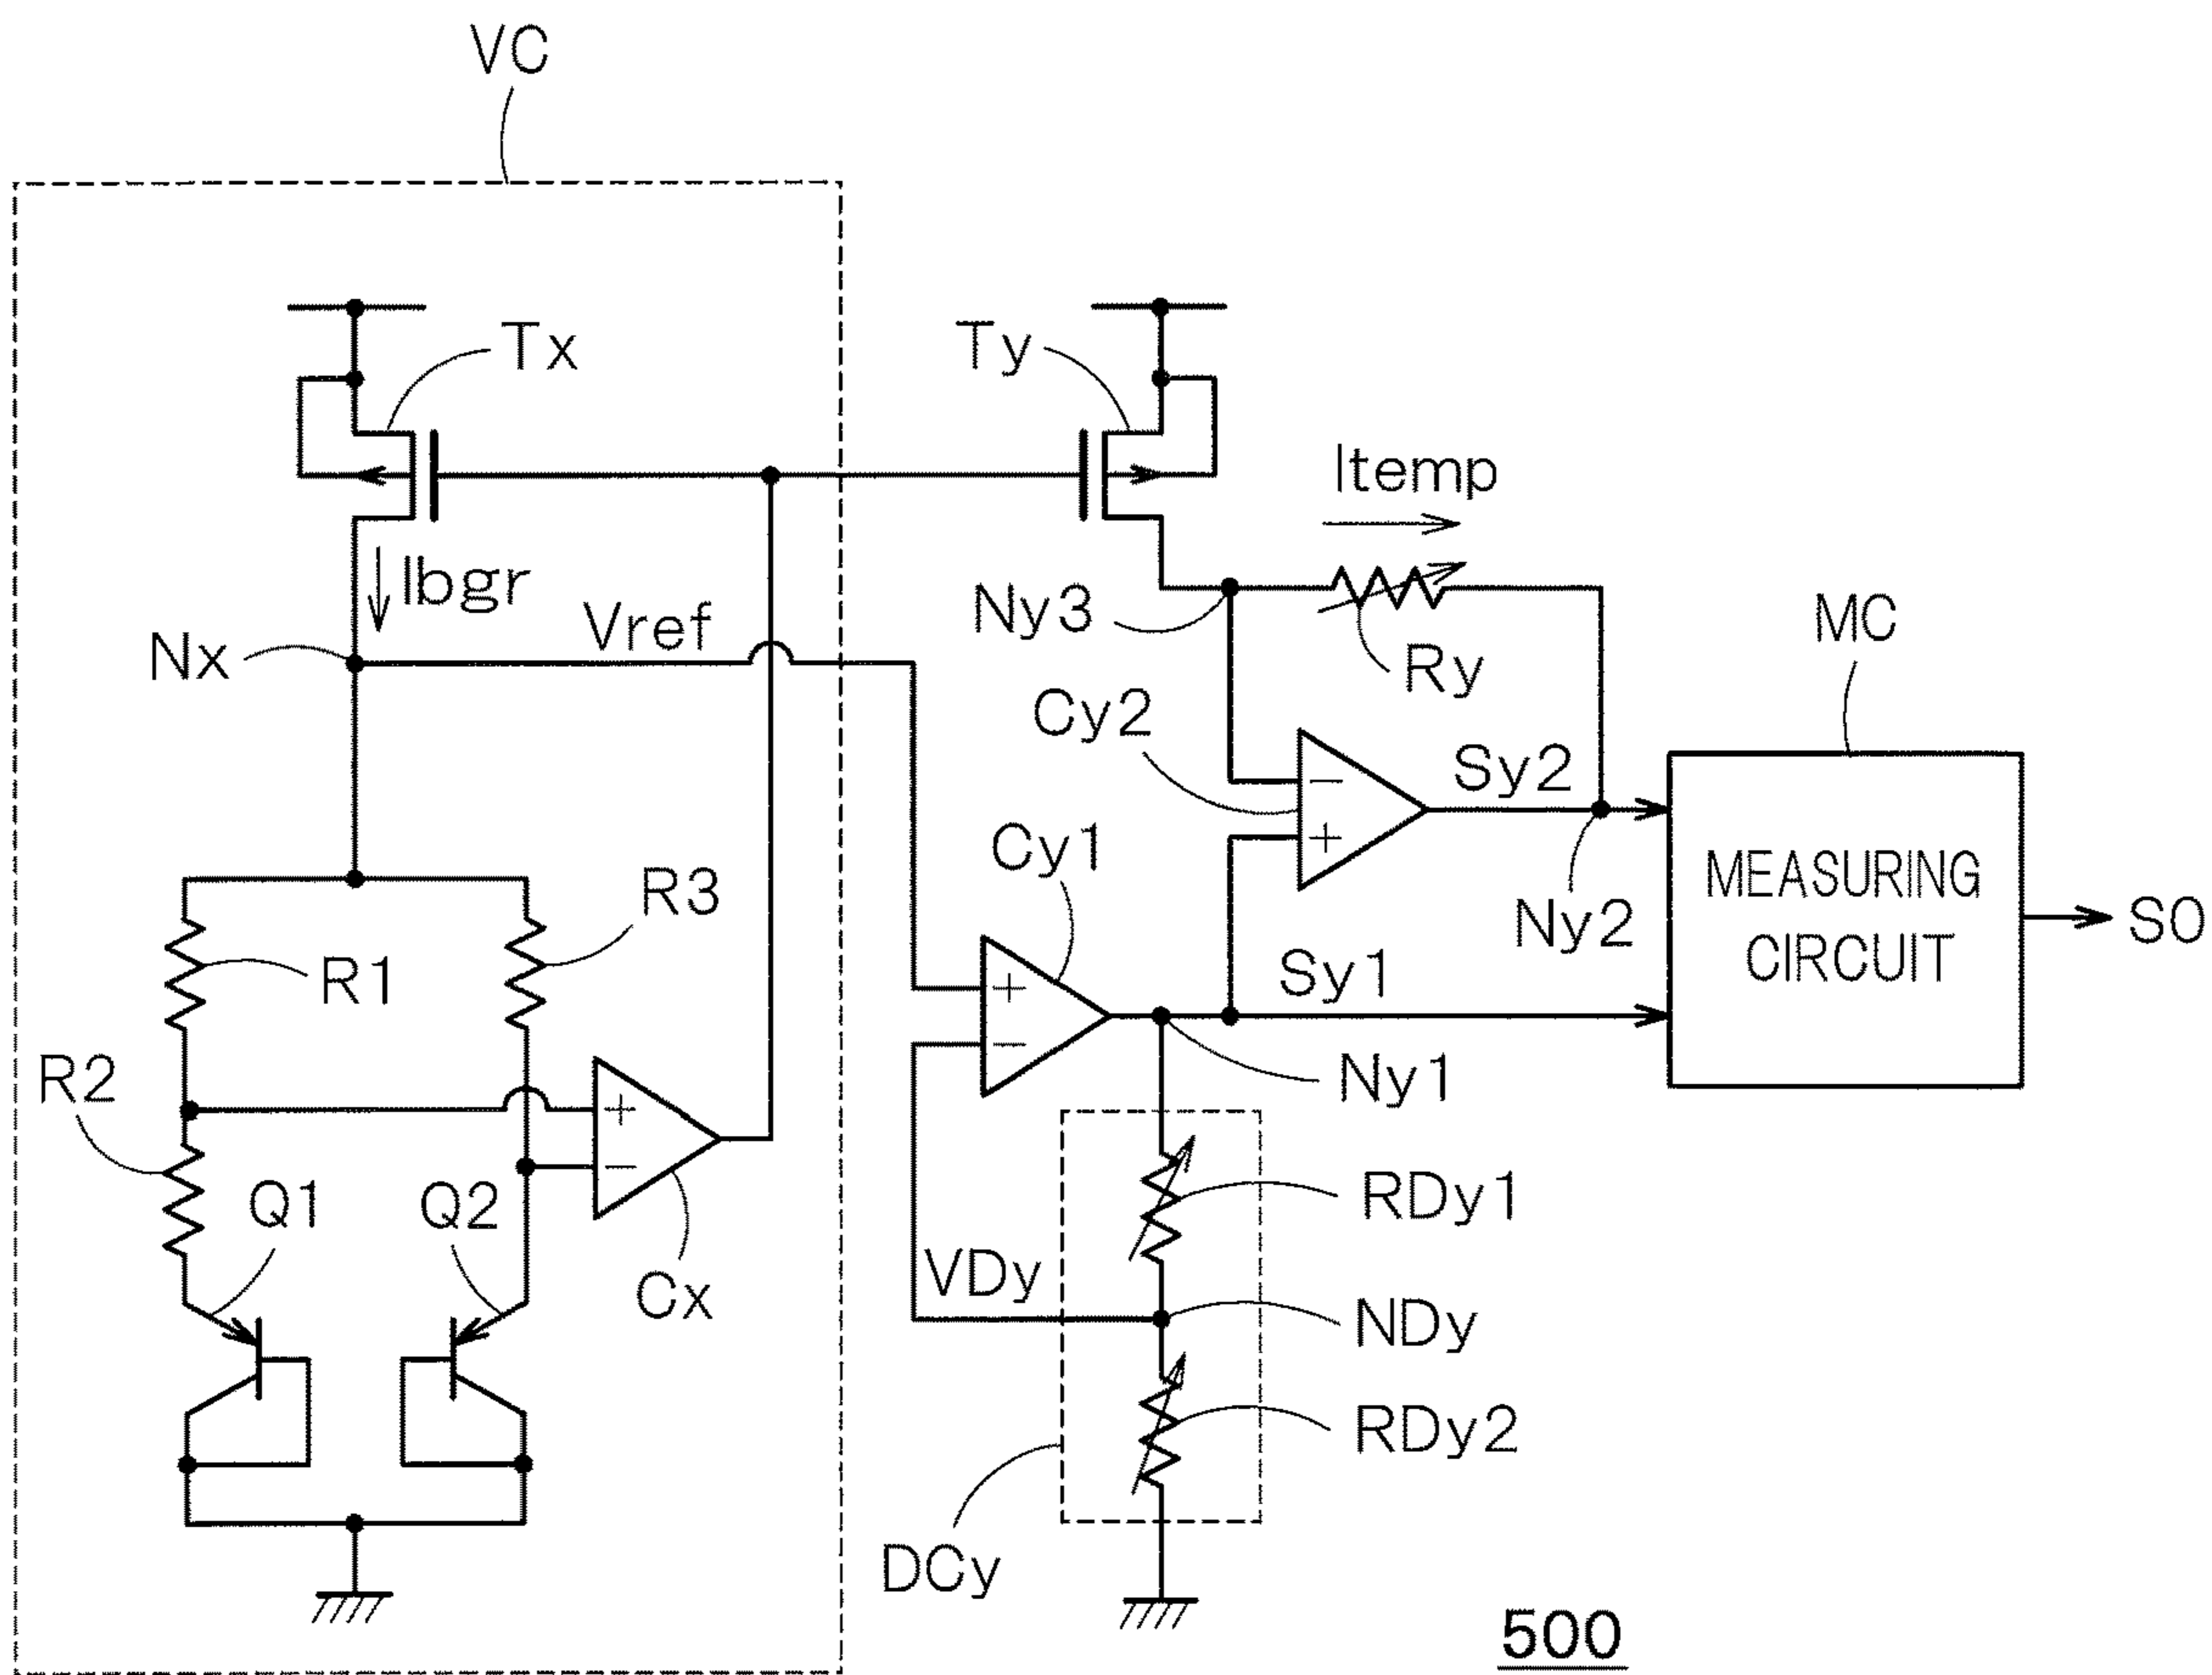 VC
Tx
Ty
Itemp
Ibgr
Vref
Nx
Ny3
Ry
MC
Cy2
Sy2
Cy1
R3
R1
MEASURING
CIRCUIT
Ny2
SO
Sy1
+
−
+
−
R2
Ny1
+
−
Q1
Q2
Cx
RDy1
VDy
NDy
RDy2
DCy
500